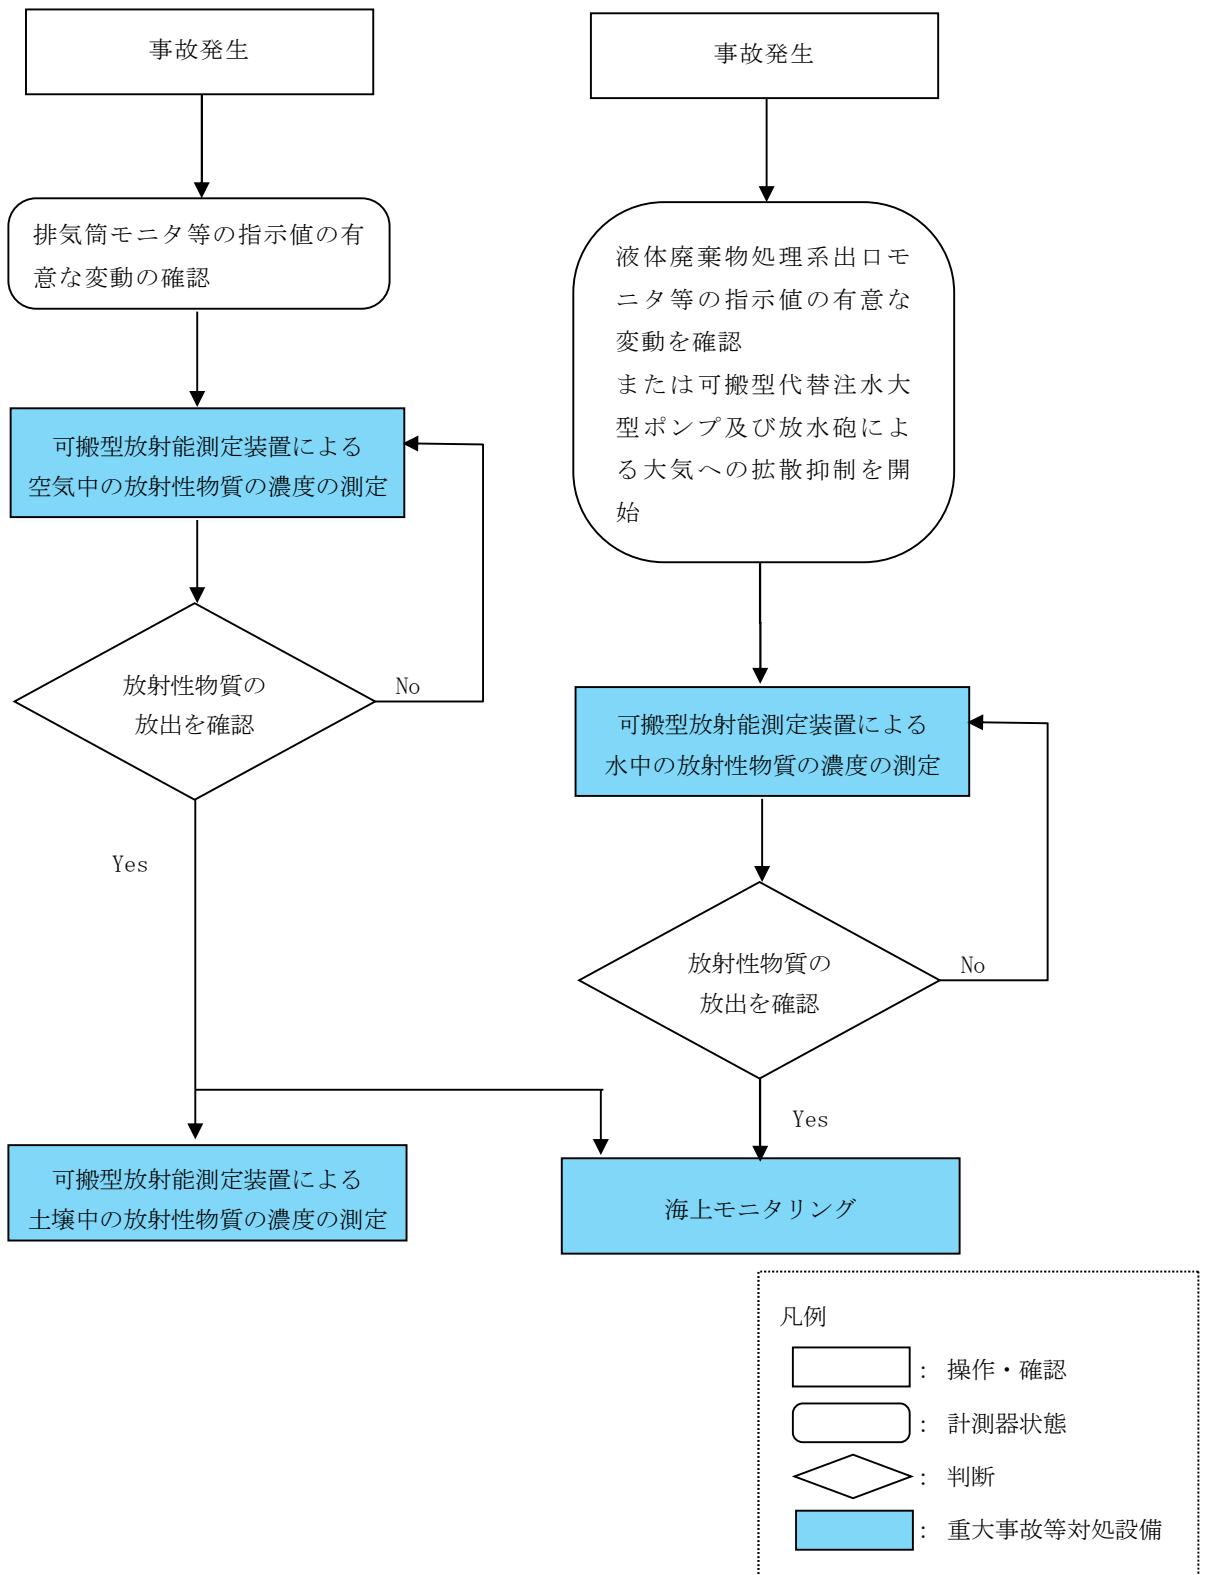 事故発生
排気筒モニタ等の指示値の有
意な変動の確認
可搬型放射能測定装置による
空気中の放射性物質の濃度の測定
放射性物質の
放出を確認
No
Yes
可搬型放射能測定装置による
土壌中の放射性物質の濃度の測定
事故発生
液体廃棄物処理系出口モ
ニタ等の指示値の有意な
変動を確認
または可搬型代替注水大
型ポンプ及び放水砲によ
る大気への拡散抑制を開
始
可搬型放射能測定装置による
水中の放射性物質の濃度の測定
放射性物質の
放出を確認
No
Yes
海上モニタリング
凡例
： 操作・確認
： 計測器状態
： 判断
： 重大事故等対処設備